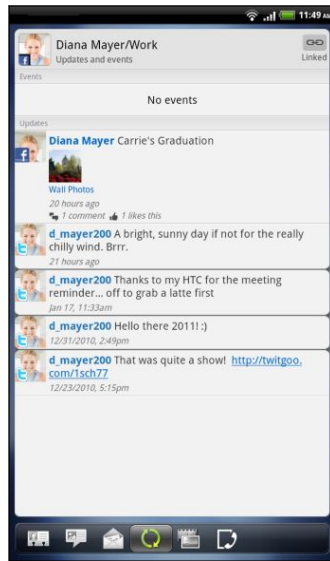 11:49 AM
Diana Mayer/Work
Updates and events
Linked
Events
No events
Updates
Diana Mayer Carrie's Graduation
Wall Photos
20 hours ago
1 comment 1 likes this
d_mayer200 A bright, sunny day if not for the really
chilly wind. Brrr.
21 hours ago
d_mayer200 Thanks to my HTC for the meeting
reminder... off to grab a latte first
Jan 17, 11:33am
d_mayer200 Hello there 2011! :)
12/31/2010, 2:49pm
d_mayer200 That was quite a show! http://twitgoo.
com/1sch77
12/23/2010, 5:15pm